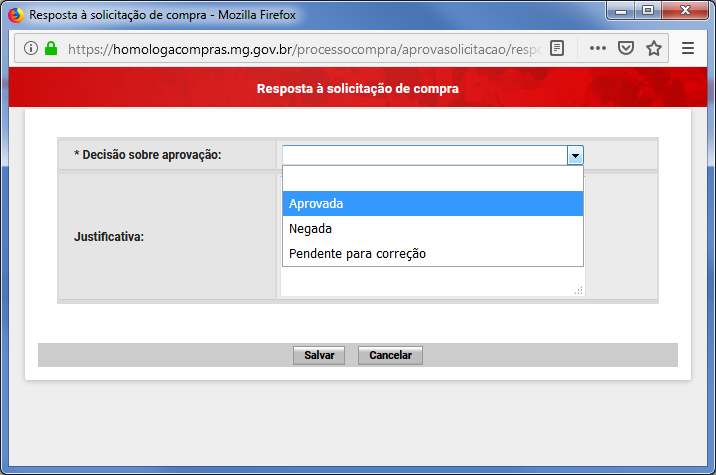 Resposta à solicitação de compra - Mozilla Firefox
https://homologacompras.mg.gov.br/processocompra/aprovasolicitacao/respo
Resposta à solicitação de compra
* Decisão sobre aprovação:
Aprovada
Negada
Pendente para correção
Justificativa:
Salvar Cancelar